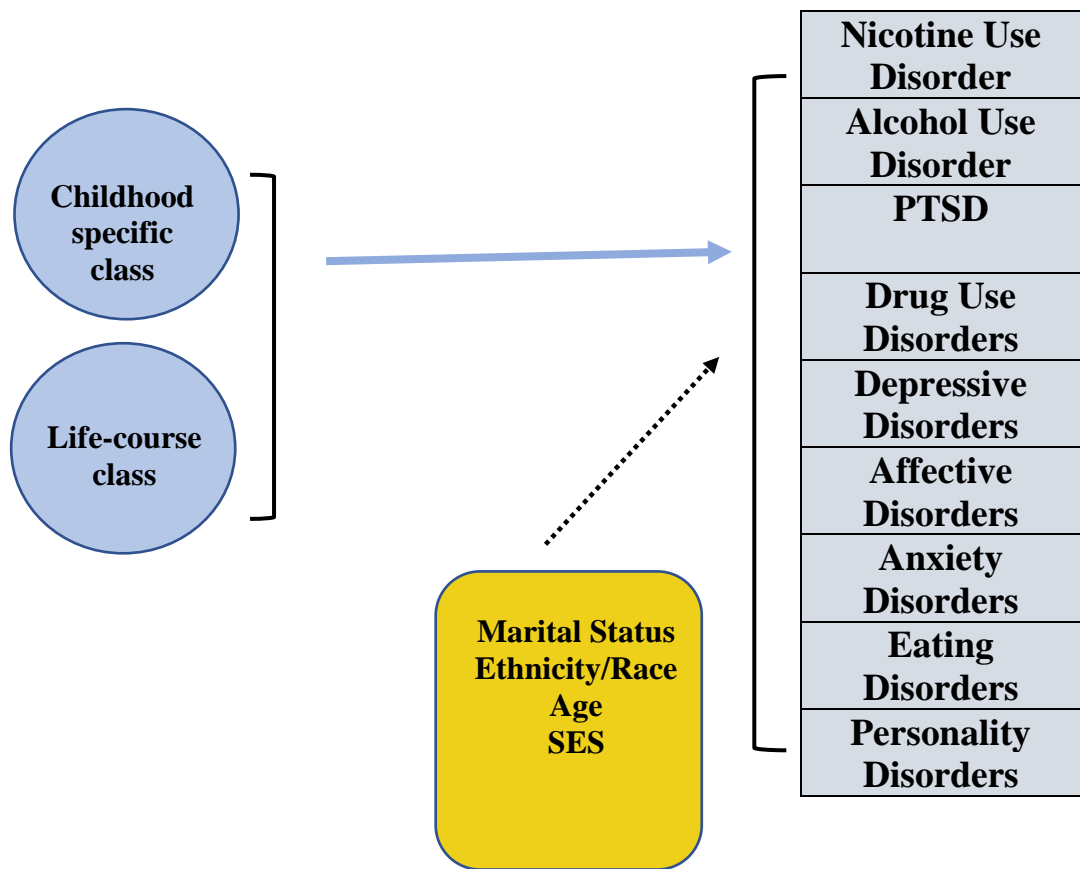 Childhood
specific
class
Life-course
class
Marital Status
Ethnicity/Race
Age
SES
Nicotine Use
Disorder
Alcohol Use
Disorder
PTSD
Drug Use
Disorders
Depressive
Disorders
Affective
Disorders
Anxiety
Disorders
Eating
Disorders
Personality
Disorders